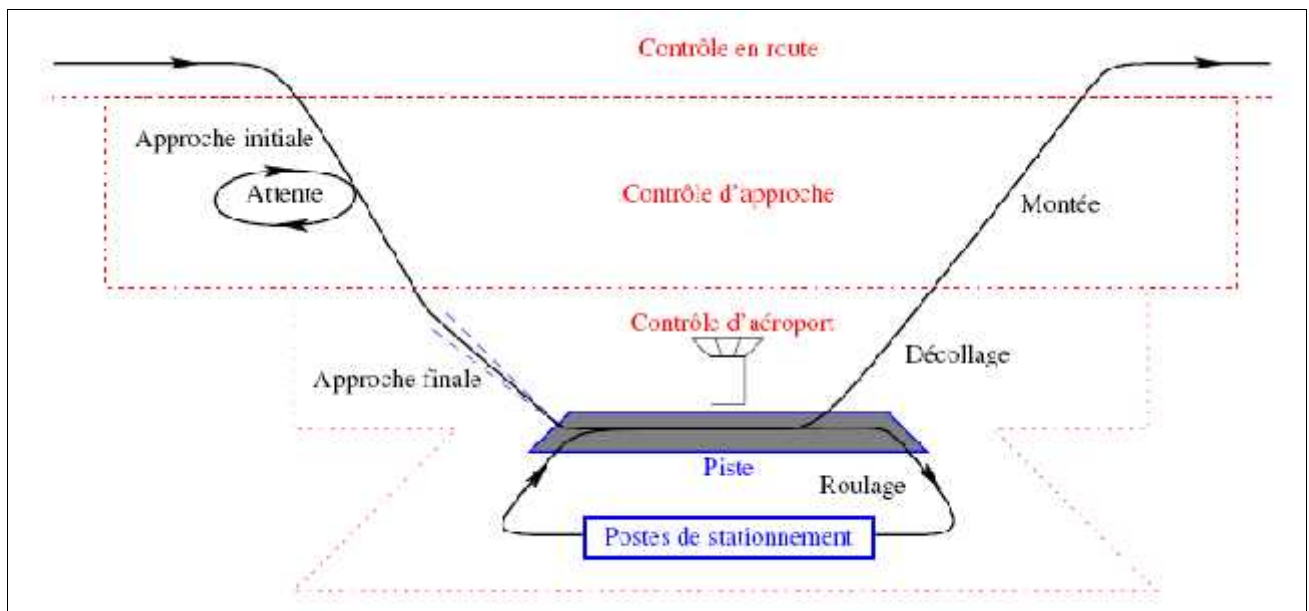 Contrôle en route
Approche initiale
Attente
Contrôle d'approche
Montée
Contrôle d'aéroport
Décollage
Approche finale
Piste
Roulage
Postes de stationnement